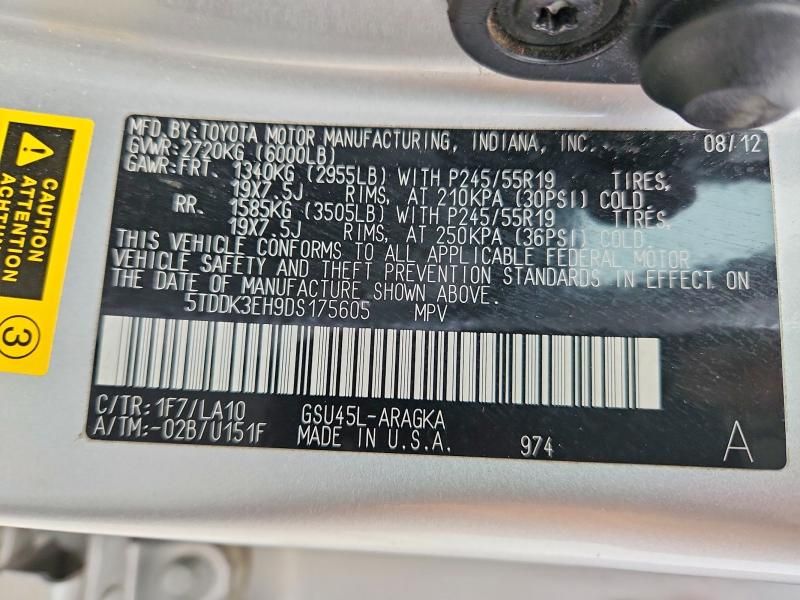 MFD. BY: TOYOTA MOTOR MANUFACTURING, INDIANA, INC. 08/12
GVWR: 2720KG (6000LB)
GAWR: FRT. 1340KG (2955LB) WITH P245/55R19 TIRES,
19X7.5J RIMS, AT 210KPA (30PSI) COLD.
RR. 1585KG (3505LB) WITH P245/55R19 TIRES,
19X7.5J RIMS, AT 250KPA (36PSI) COLD.
THIS VEHICLE CONFORMS TO ALL APPLICABLE FEDERAL MOTOR
VEHICLE SAFETY AND THEFT PREVENTION STANDARDS IN EFFECT ON
THE DATE OF MANUFACTURE SHOWN ABOVE.
5TDDK3EH9DS175605 MPV
C/TR: 1F7/LA10 GSU45L-ARAGKA
A/TM: -02B/U151F MADE IN U.S.A. 974 A
CAUTION
ATTENTION
ACHTUNG
3